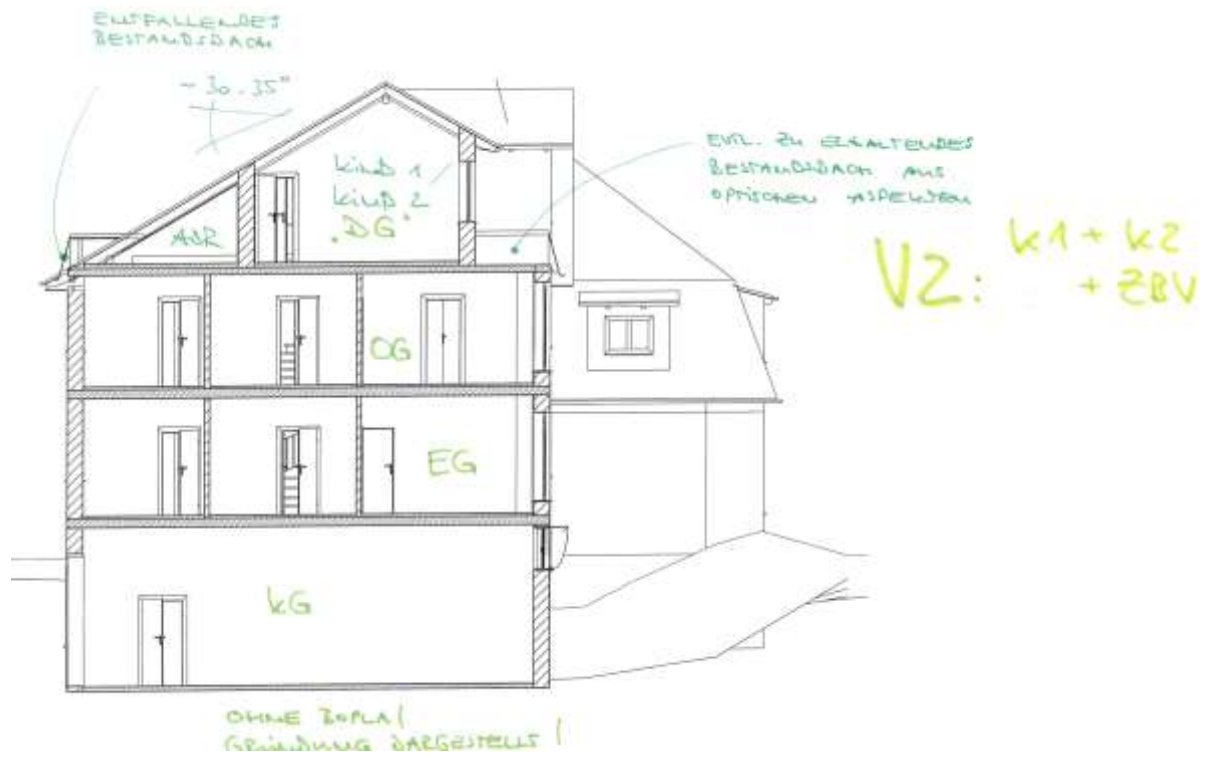 ENTFALLENDES
BESTANDSDACH
~30-35°
EVTL. ZU ERHALTENDES
BESTANDSDACH AUS
OPTISCHEN ASPEKTEN
KIND 1
KIND 2
"DG"
ASR
V2: K1 + K2
+ ZBV
OG
EG
KG
OHNE BOPLA/
GRÜNDUNG DARGESTELLT!